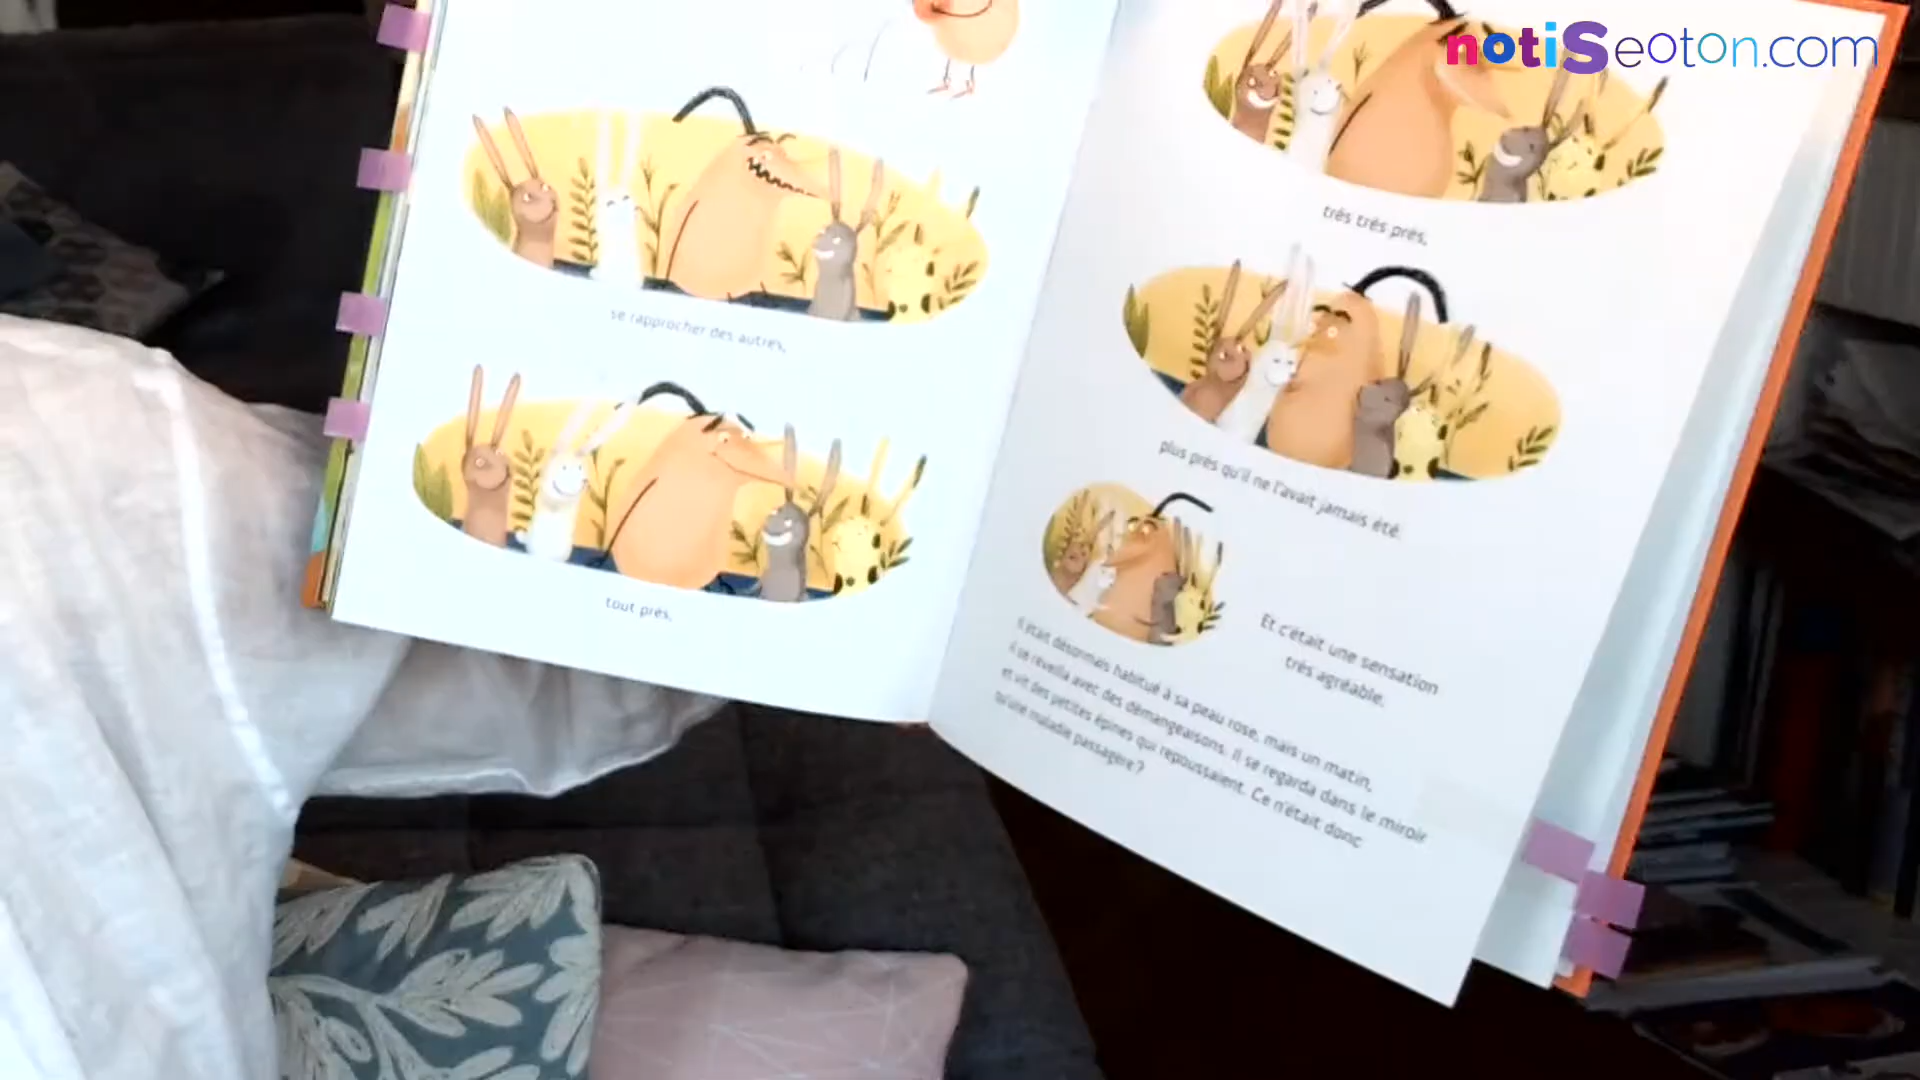 notiSeoton.com
se rapprocher des autres,
tout près,
très très près,
plus près qu'il ne l'avait jamais été.
Et c'était une sensation
très agréable.
Il était désormais habitué à sa peau rose, mais un matin,
il se réveilla avec des démangeaisons. Il se regarda dans le miroir
et vit des petites épines qui repoussaient. Ce n'était donc
qu'une maladie passagère ?